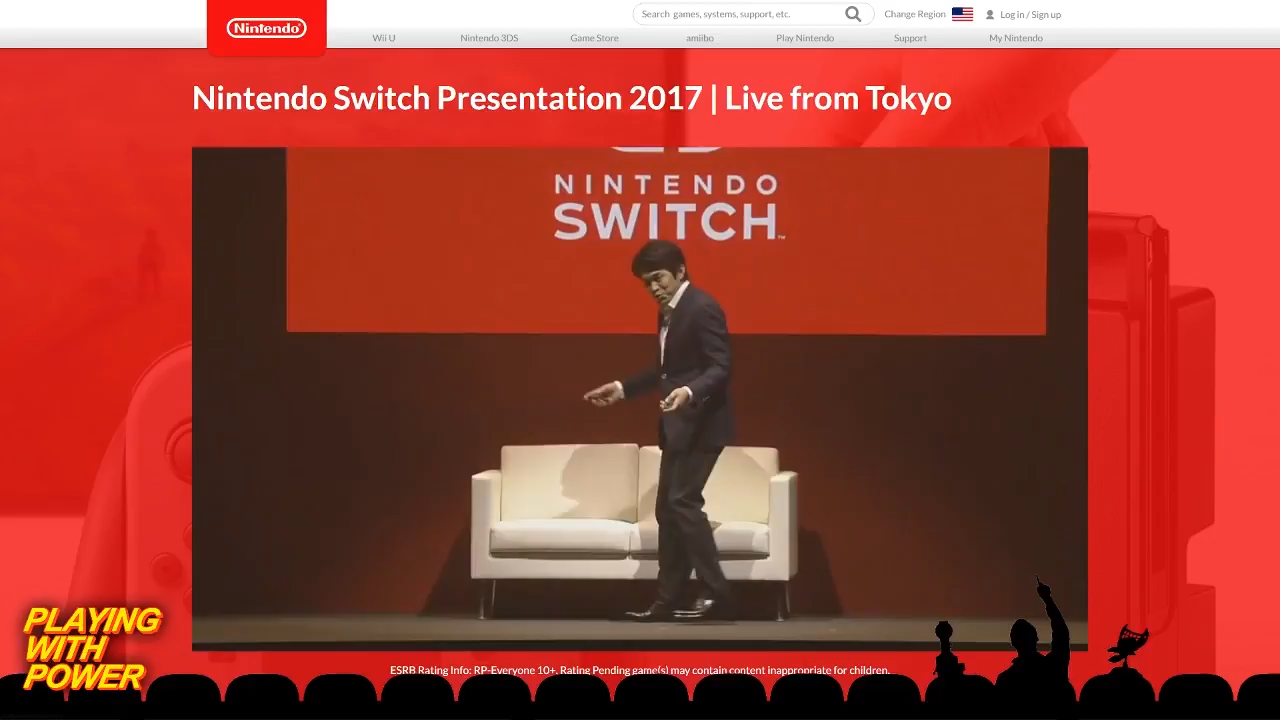 Nintendo
Search games, systems, support, etc.
Change Region
Log in / Sign up
Wii U
Nintendo 3DS
Game Store
amiibo
Play Nintendo
Support
My Nintendo
Nintendo Switch Presentation 2017 | Live from Tokyo
NINTENDO
SWITCH™
PLAYING
WITH
POWER
ESRB Rating Info: RP-Everyone 10+. Rating Pending game(s) may contain content inappropriate for children.